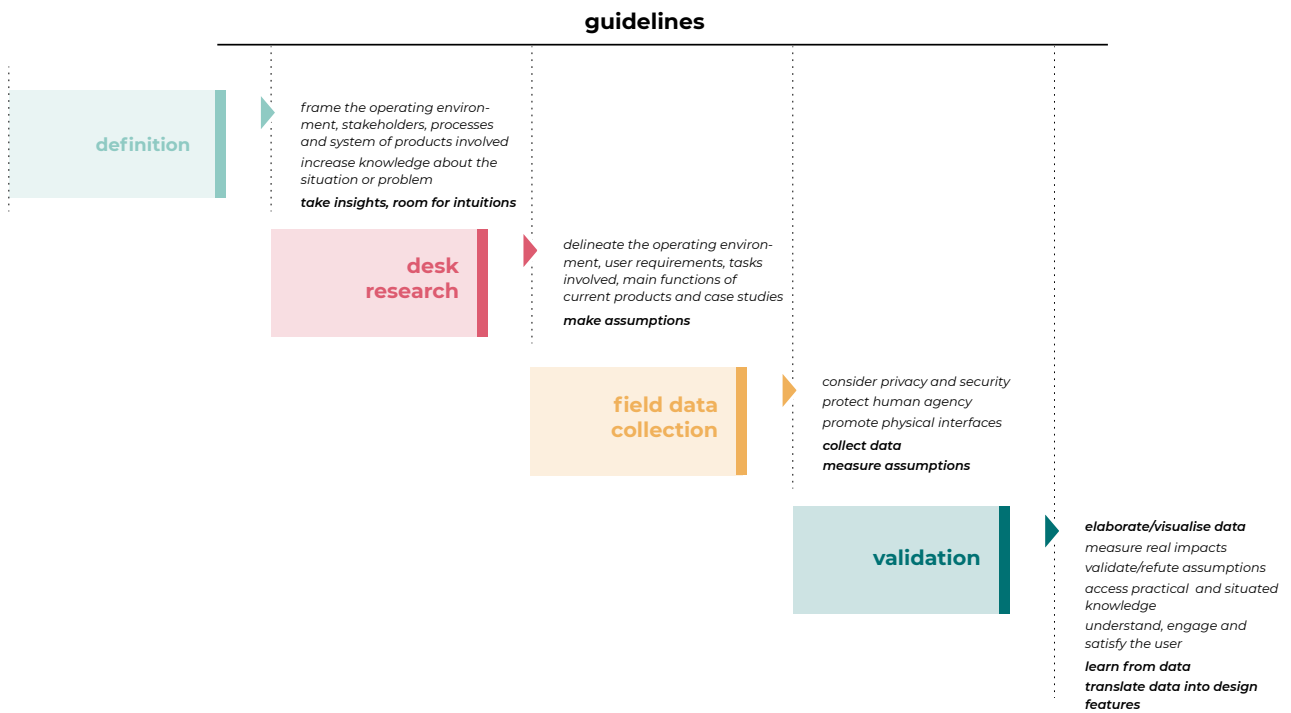 guidelines
definition
frame the operating environ-
ment, stakeholders, processes
and system of products involved
increase knowledge about the
situation or problem
take insights, room for intuitions
desk
research
delineate the operating environ-
ment, user requirements, tasks
involved, main functions of
current products and case studies
make assumptions
field data
collection
consider privacy and security
protect human agency
promote physical interfaces
collect data
measure assumptions
validation
elaborate/visualise data
measure real impacts
validate/refute assumptions
access practical and situated
knowledge
understand, engage and
satisfy the user
learn from data
translate data into design
features